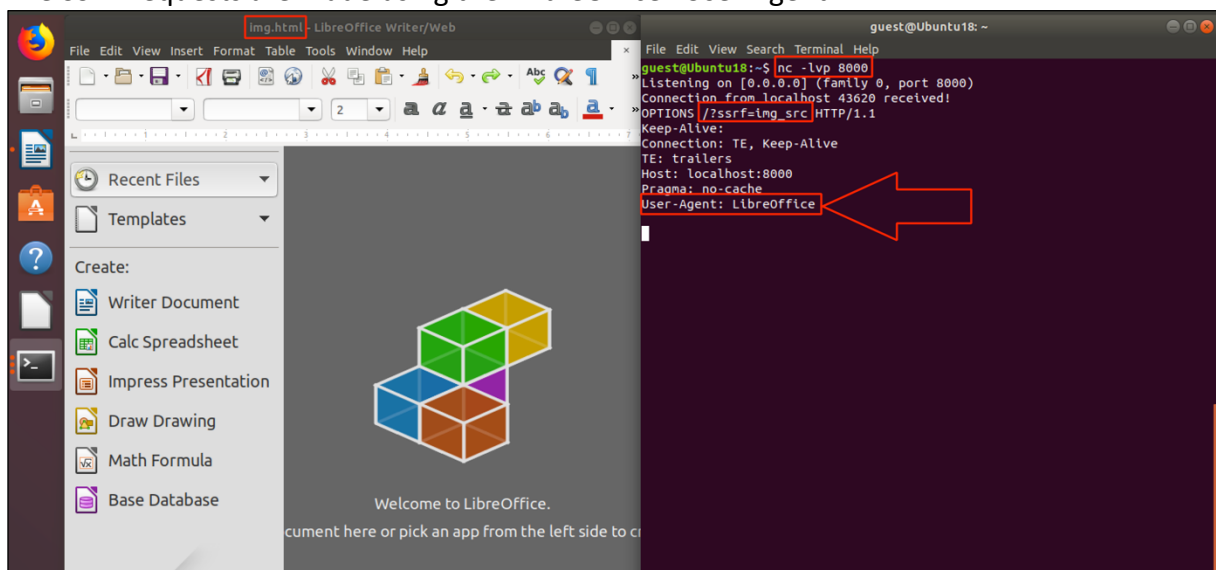 img.html - LibreOffice Writer/Web
File Edit View Insert Format Table Tools Window Help
2
Recent Files
Templates
Create:
Writer Document
Calc Spreadsheet
Impress Presentation
Draw Drawing
Math Formula
Base Database
Welcome to LibreOffice.
document here or pick an app from the left side to
guest@Ubuntu18: ~
File Edit View Search Terminal Help
guest@Ubuntu18:~$ nc -lvp 8000
Listening on [0.0.0.0] (family 0, port 8000)
Connection from localhost 43620 received!
OPTIONS /?ssrf=img_src HTTP/1.1
Keep-Alive:
Connection: TE, Keep-Alive
TE: trailers
Host: localhost:8000
Pragma: no-cache
User-Agent: LibreOffice